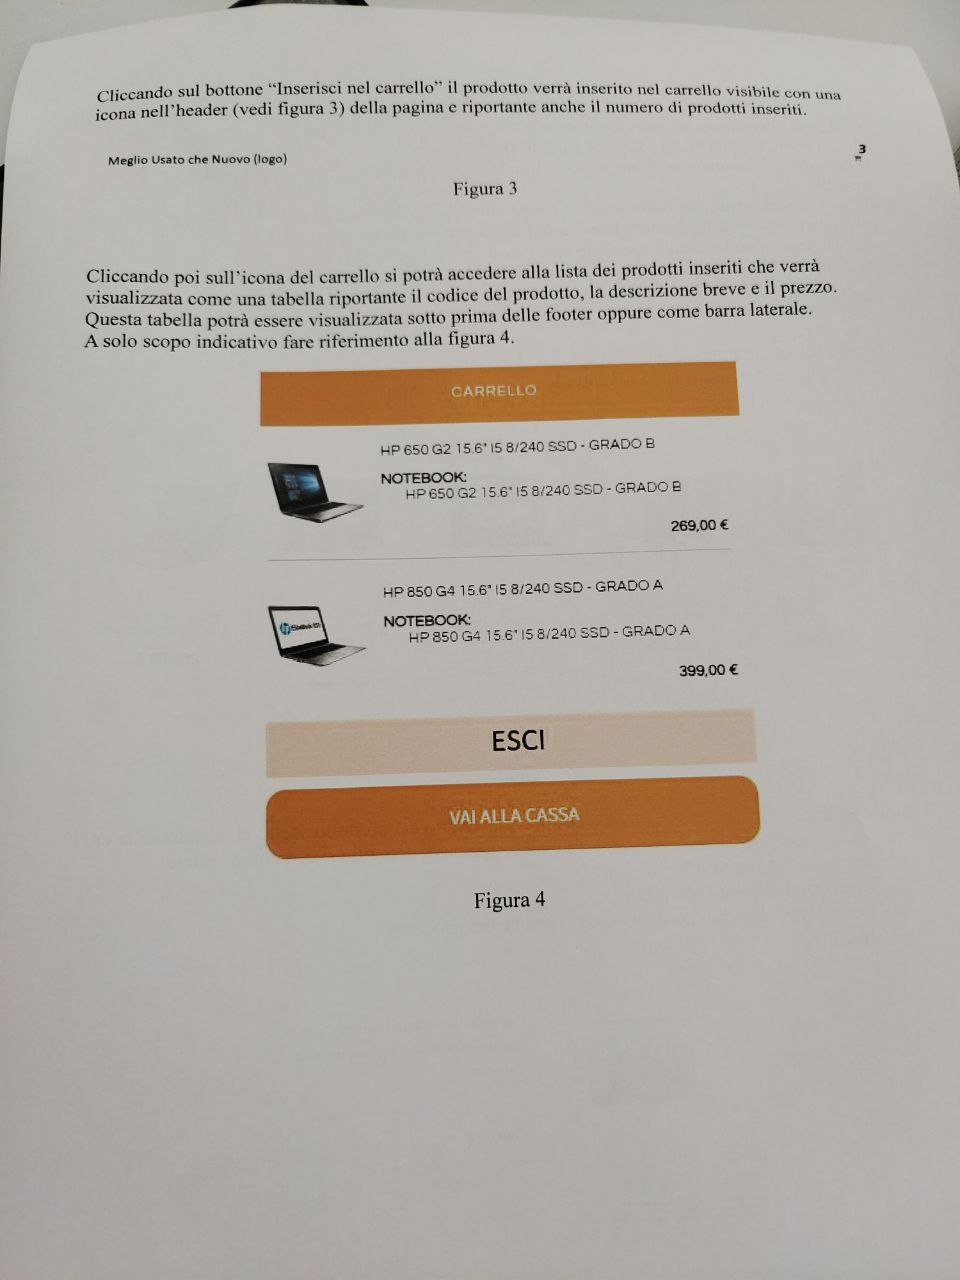 Cliccando sul bottone “Inserisci nel carrello” il prodotto verrà inserito nel carrello visibile con una
icona nell’header (vedi figura 3) della pagina e riportante anche il numero di prodotti inseriti.
Meglio Usato che Nuovo (logo)
3
Figura 3
Cliccando poi sull’icona del carrello si potrà accedere alla lista dei prodotti inseriti che verrà
visualizzata come una tabella riportante il codice del prodotto, la descrizione breve e il prezzo.
Questa tabella potrà essere visualizzata sotto prima delle footer oppure come barra laterale.
A solo scopo indicativo fare riferimento alla figura 4.
CARRELLO
HP 650 G2 15.6" I5 8/240 SSD - GRADO B
NOTEBOOK:
HP 650 G2 15.6" I5 8/240 SSD - GRADO B
269,00 €
HP 850 G4 15.6" I5 8/240 SSD - GRADO A
NOTEBOOK:
HP 850 G4 15.6" I5 8/240 SSD - GRADO A
399,00 €
ESCI
VAI ALLA CASSA
Figura 4